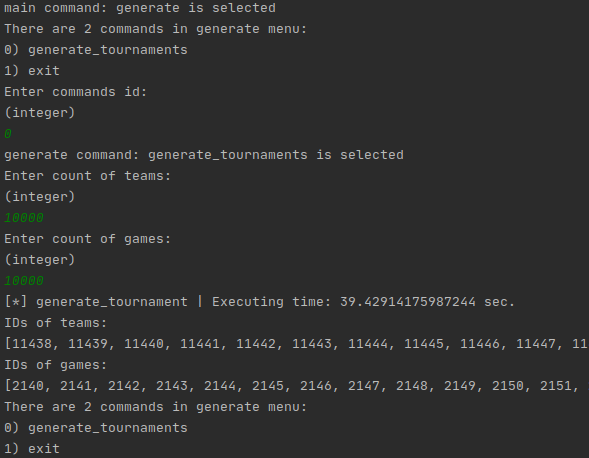 main command: generate is selected
There are 2 commands in generate menu:
0) generate_tournaments
1) exit
Enter commands id:
(integer)
0
generate command: generate_tournaments is selected
Enter count of teams:
(integer)
10000
Enter count of games:
(integer)
10000
[*] generate_tournament | Executing time: 39.42914175987244 sec.
IDs of teams:
[11438, 11439, 11440, 11441, 11442, 11443, 11444, 11445, 11446, 11447, 11
IDs of games:
[2140, 2141, 2142, 2143, 2144, 2145, 2146, 2147, 2148, 2149, 2150, 2151,
There are 2 commands in generate menu:
0) generate_tournaments
1) exit